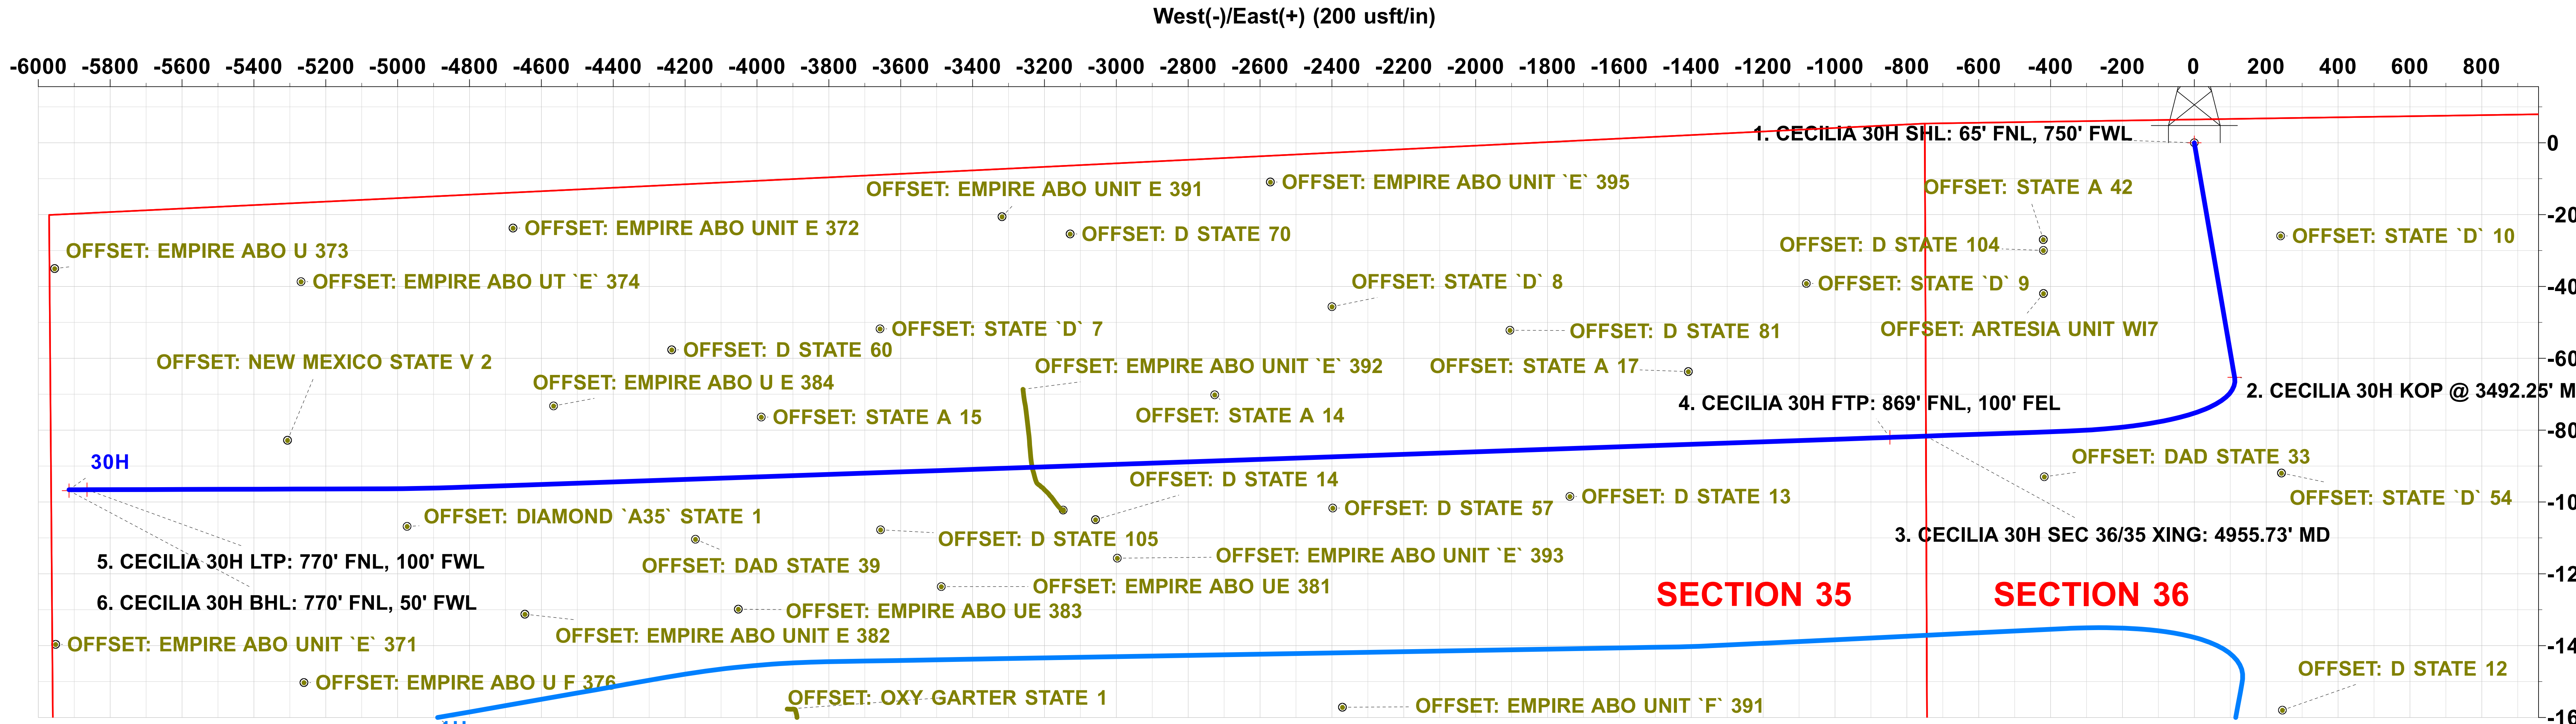 West(-)/East(+) (200 usft/in)
-6000 -5800 -5600 -5400 -5200 -5000 -4800 -4600 -4400 -4200 -4000 -3800 -3600 -3400 -3200 -3000 -2800 -2600 -2400 -2200 -2000 -1800 -1600 -1400 -1200 -1000 -800 -600 -400 -200 0 200 400 600 800
1. CECILIA 30H SHL: 65' FNL, 750' FWL
0
OFFSET: EMPIRE ABO UNIT `E` 395
OFFSET: EMPIRE ABO UNIT E 391
OFFSET: STATE A 42
-20
OFFSET: EMPIRE ABO UNIT E 372
OFFSET: D STATE 70
OFFSET: STATE `D` 10
OFFSET: D STATE 104
OFFSET: EMPIRE ABO U 373
OFFSET: EMPIRE ABO UT `E` 374
OFFSET: STATE `D` 8
OFFSET: STATE `D` 9
-40
OFFSET: STATE `D` 7
OFFSET: D STATE 81
OFFSET: ARTESIA UNIT WI7
OFFSET: D STATE 60
-60
OFFSET: NEW MEXICO STATE V 2
OFFSET: EMPIRE ABO UNIT `E` 392
OFFSET: STATE A 17
OFFSET: EMPIRE ABO U E 384
2. CECILIA 30H KOP @ 3492.25' M
4. CECILIA 30H FTP: 869' FNL, 100' FEL
OFFSET: STATE A 15
OFFSET: STATE A 14
-80
30H
OFFSET: DAD STATE 33
OFFSET: D STATE 14
OFFSET: D STATE 13
OFFSET: STATE `D` 54
-10
OFFSET: D STATE 57
OFFSET: DIAMOND `A35` STATE 1
3. CECILIA 30H SEC 36/35 XING: 4955.73' MD
OFFSET: D STATE 105
OFFSET: EMPIRE ABO UNIT `E` 393
5. CECILIA 30H LTP: 770' FNL, 100' FWL
OFFSET: DAD STATE 39
-12
OFFSET: EMPIRE ABO UE 381
SECTION 35
SECTION 36
6. CECILIA 30H BHL: 770' FNL, 50' FWL
OFFSET: EMPIRE ABO UE 383
OFFSET: EMPIRE ABO UNIT E 382
OFFSET: EMPIRE ABO UNIT `E` 371
-14
OFFSET: D STATE 12
OFFSET: EMPIRE ABO U F 376
OFFSET: OXY GARTER STATE 1
OFFSET: EMPIRE ABO UNIT `F` 391
-16